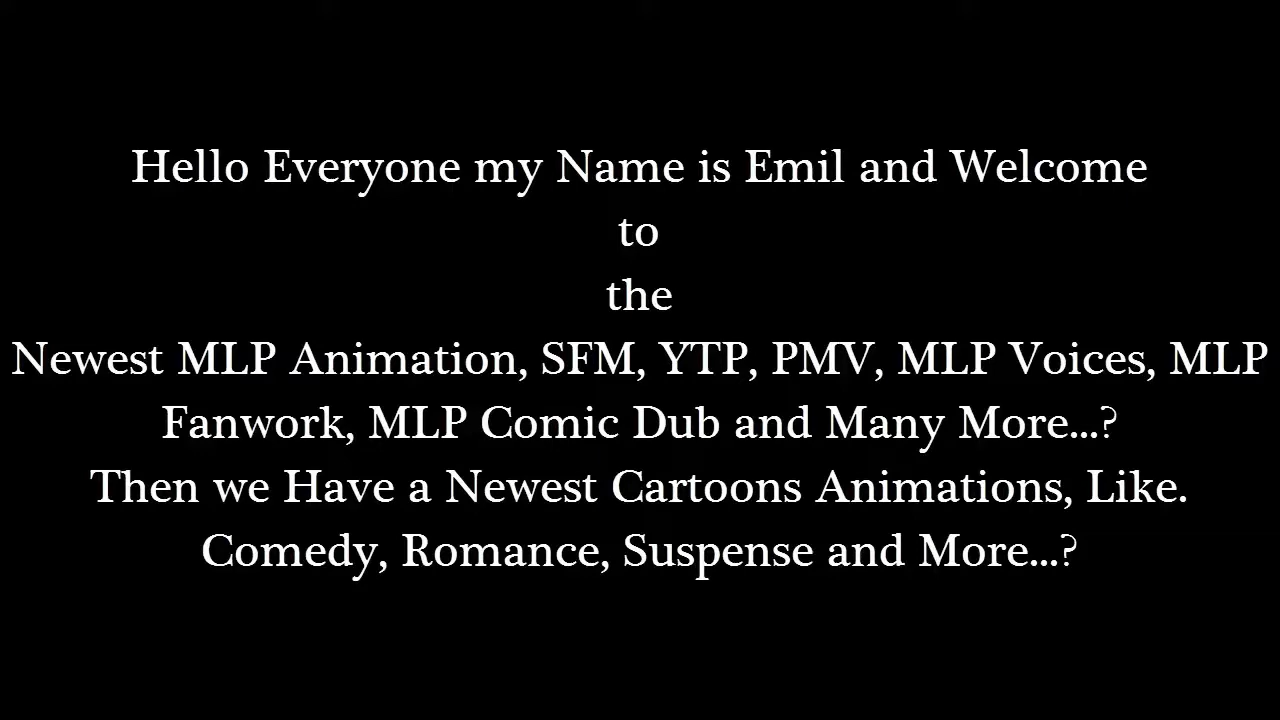 Hello Everyone my Name is Emil and Welcome
to
the
Newest MLP Animation, SFM, YTP, PMV, MLP Voices, MLP
Fanwork, MLP Comic Dub and Many More...?
Then we Have a Newest Cartoons Animations, Like.
Comedy, Romance, Suspense and More...?